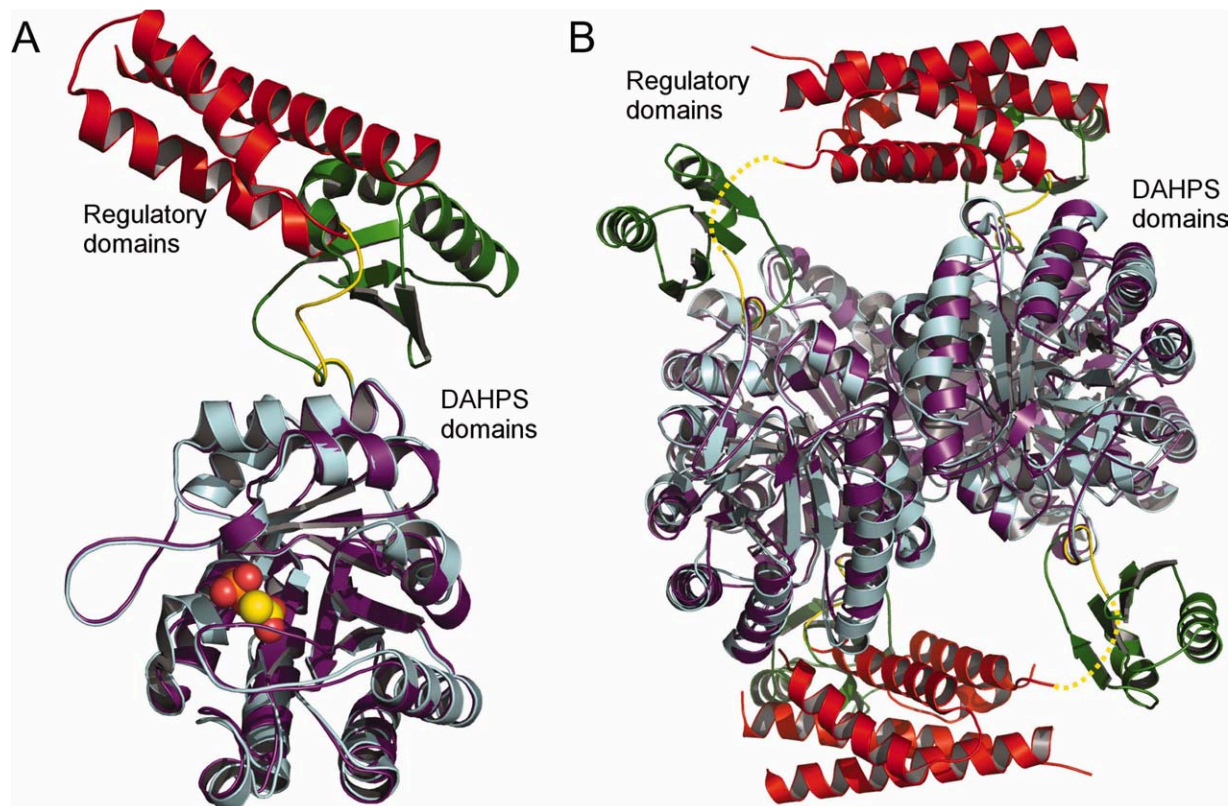 A
Regulatory
domains
DAHPS
domains
B
Regulatory
domains
DAHPS
domains